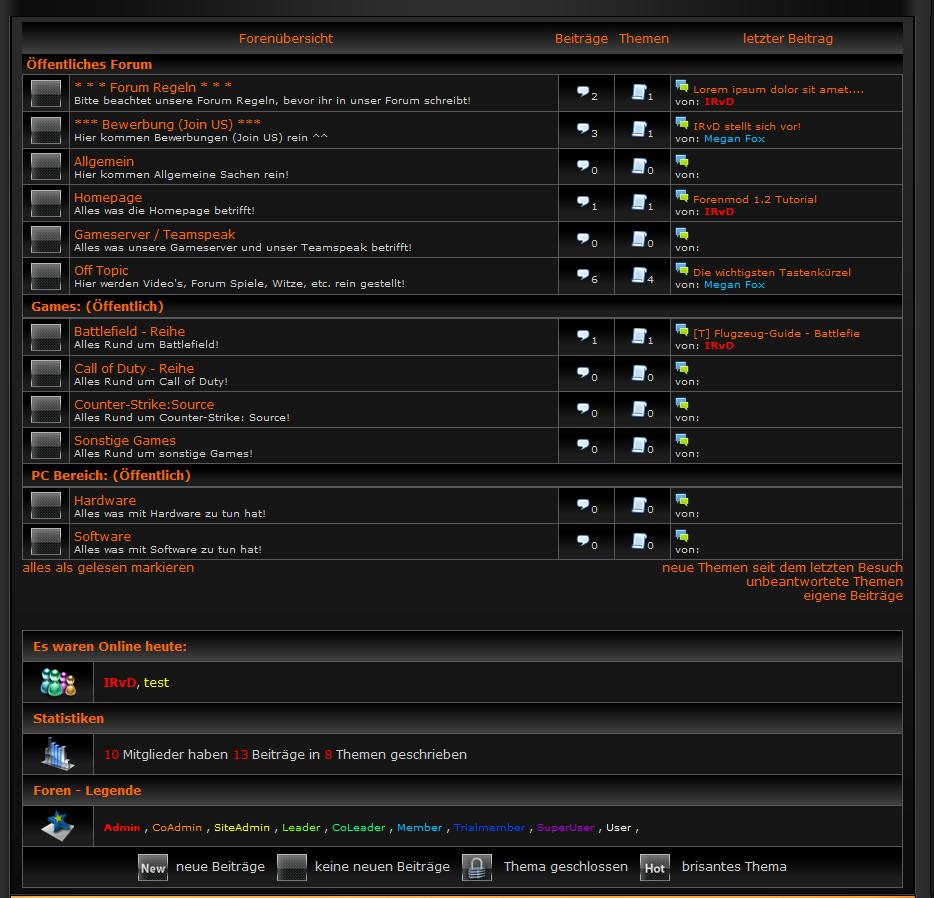 Forenübersicht Beiträge Themen letzter Beitrag
Öffentliches Forum
* * * Forum Regeln * * *
Bitte beachtet unsere Forum Regeln, bevor ihr in unser Forum schreibt!
2 1
Lorem ipsum dolor sit amet....
von: IRvD
*** Bewerbung (Join US) ***
Hier kommen Bewerbungen (Join US) rein ^^
3 1
IRvD stellt sich vor!
von: Megan Fox
Allgemein
Hier kommen Allgemeine Sachen rein!
0 0
von:
Homepage
Alles was die Homepage betrifft!
1 1
Forenmod 1.2 Tutorial
von: IRvD
Gameserver / Teamspeak
Alles was unsere Gameserver und unser Teamspeak betrifft!
0 0
von:
Off Topic
Hier werden Video's, Forum Spiele, Witze, etc. rein gestellt!
6 4
Die wichtigsten Tastenkürzel
von: Megan Fox
Games: (Öffentlich)
Battlefield - Reihe
Alles Rund um Battlefield!
1 1
[T] Flugzeug-Guide - Battlefie
von: IRvD
Call of Duty - Reihe
Alles Rund um Call of Duty!
0 0
von:
Counter-Strike:Source
Alles Rund um Counter-Strike: Source!
0 0
von:
Sonstige Games
Alles Rund um sonstige Games!
0 0
von:
PC Bereich: (Öffentlich)
Hardware
Alles was mit Hardware zu tun hat!
0 0
von:
Software
Alles was mit Software zu tun hat!
0 0
von:
alles als gelesen markieren
neue Themen seit dem letzten Besuch
unbeantwortete Themen
eigene Beiträge
Es waren Online heute:
IRvD, test
Statistiken
10 Mitglieder haben 13 Beiträge in 8 Themen geschrieben
Foren - Legende
Admin , CoAdmin , SiteAdmin , Leader , CoLeader , Member , Trialmember , SuperUser , User ,
New neue Beiträge keine neuen Beiträge Thema geschlossen Hot brisantes Thema